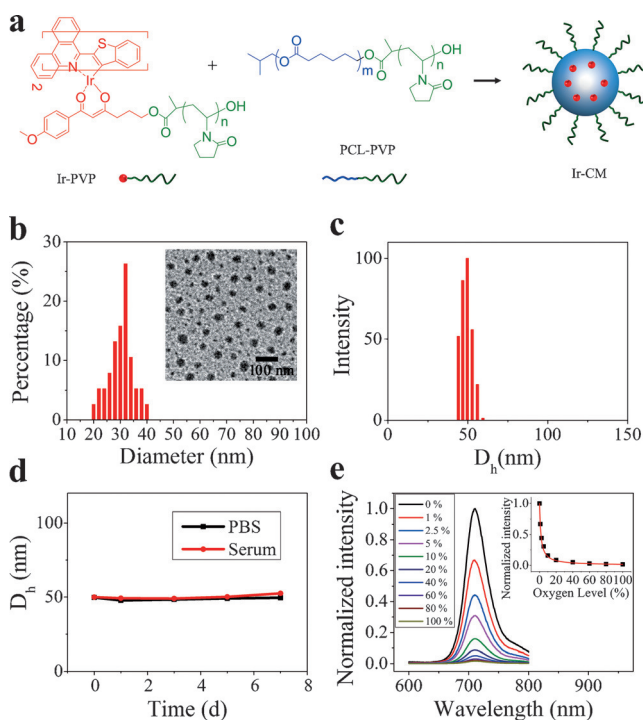 a
S
N
Ir
2
O
O
O
O
O
OH
n
N
O
+
O
O
m
O
O
OH
n
N
O
PCL-PVP
Ir-PVP
Ir-CM
b
Percentage (%)
30
20
10
0
10 20 30 40 50 60 70 80 90 100
Diameter (nm)
100 nm
c
Intensity
100
50
0
0 50 100 150
Dh(nm)
d
Dh (nm)
100
50
0
PBS
Serum
0 2 4 6 8
Time (d)
e
Normalized intensity
1.0
0.8
0.6
0.4
0.2
0.0
0 %
1 %
2.5 %
5 %
10 %
20 %
40 %
60 %
80 %
100 %
600 700 800 900
Wavelength (nm)
Normalized intensity
1.0
0.5
0.0
0 20 40 60 80 100
Oxygen Level (%)